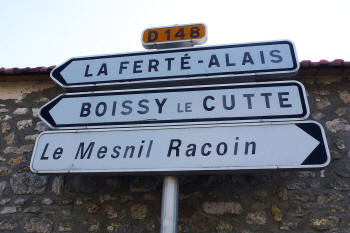 D 148
LA FERTÉ-ALAIS
BOISSY LE CUTTE
Le Mesnil Racoin